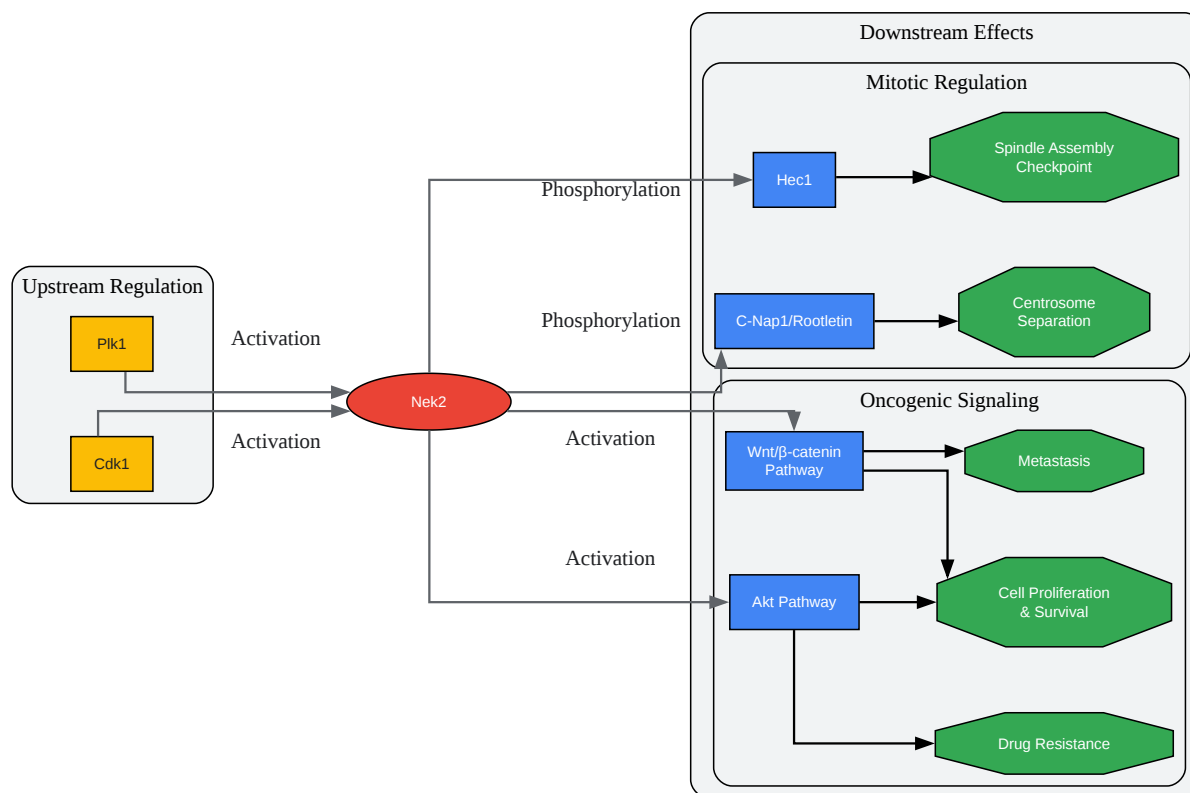 Downstream Effects
Mitotic Regulation
Spindle Assembly
Checkpoint
Hec1
Phosphorylation
Upstream Regulation
C-Nap1/Rootletin
Centrosome
Separation
Phosphorylation
Plk1
Activation
Nek2
Oncogenic Signaling
Cdk1
Activation
Activation
Wnt/β-catenin
Pathway
Metastasis
Activation
Akt Pathway
Cell Proliferation
& Survival
Drug Resistance